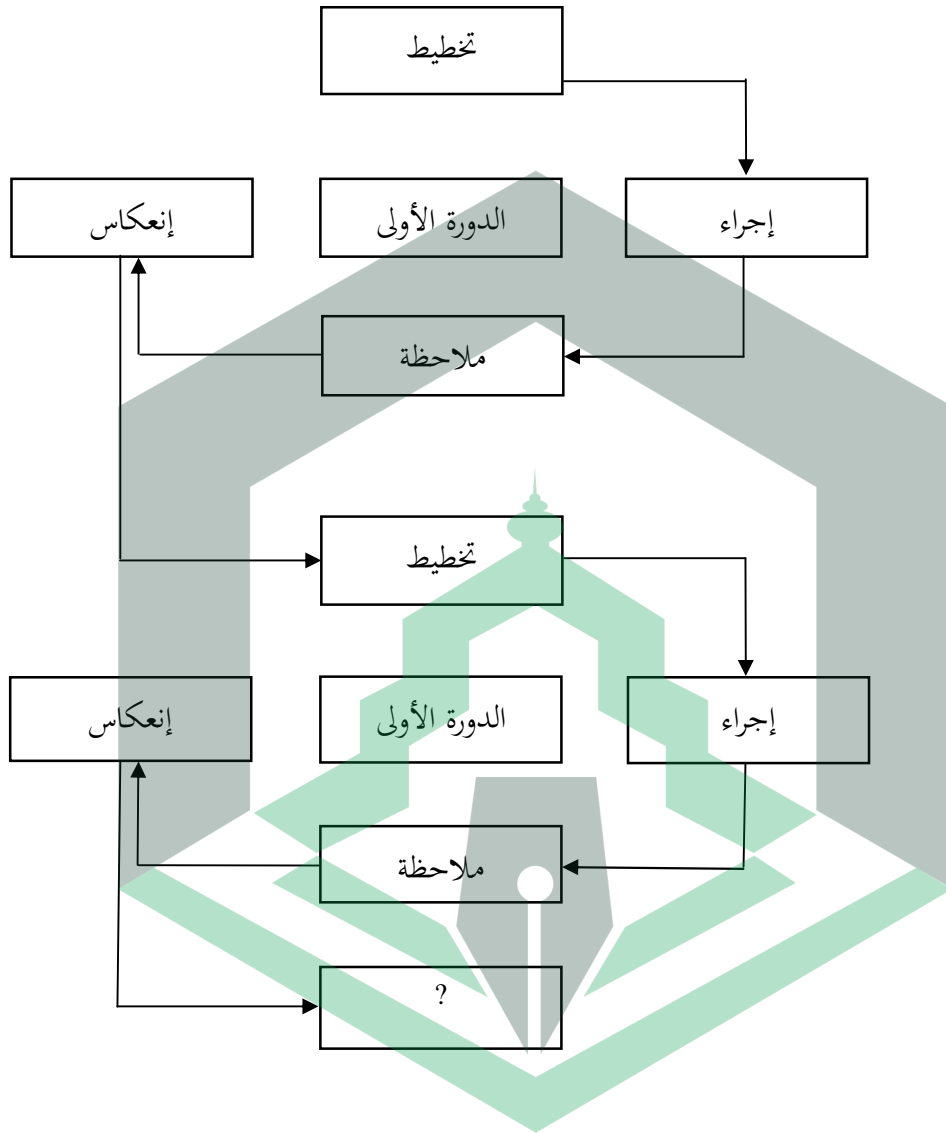 تخطيط
إجراء
الدورة الأولى
إنعكاس
ملاحظة
تخطيط
إجراء
الدورة الأولى
إنعكاس
ملاحظة
?